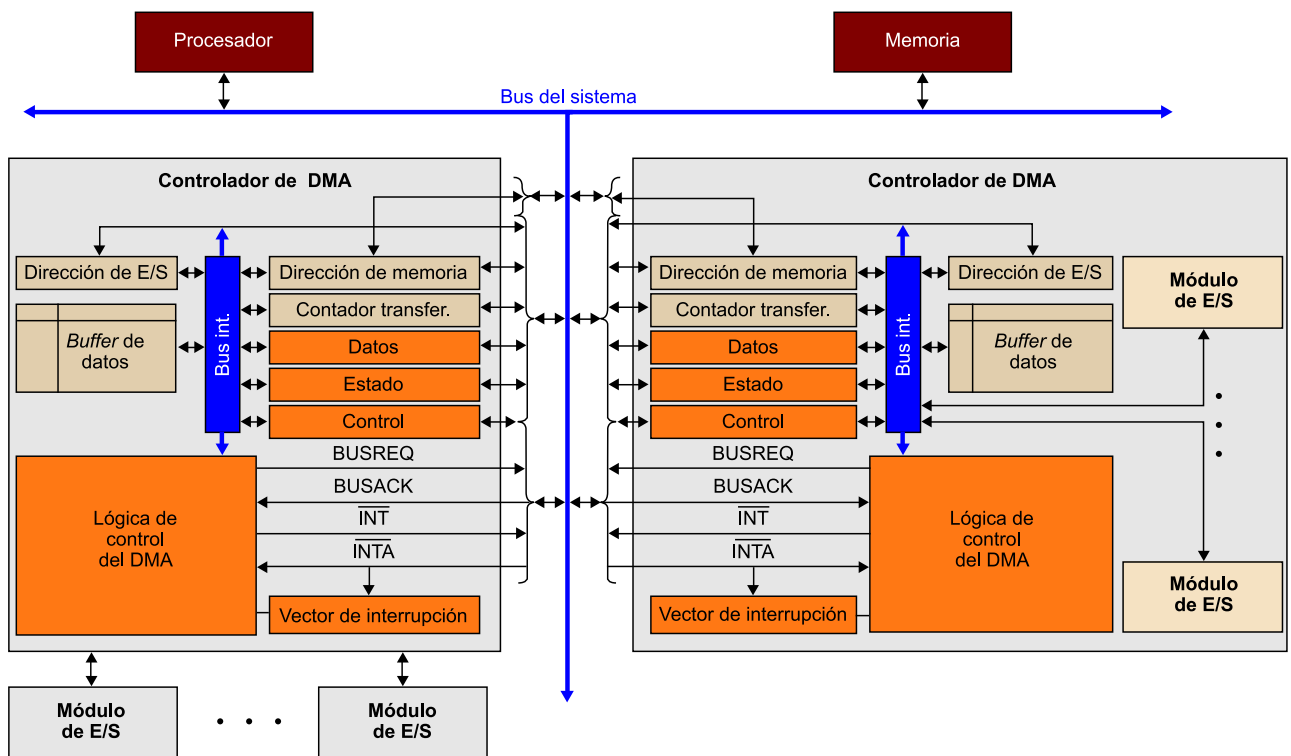 Procesador
Memoria
Bus del sistema
Controlador de DMA
Dirección de E/S
Buffer de
datos
Bus int.
Dirección de memoria
Contador transfer.
Datos
Estado
Control
BUSREQ
BUSACK
INT
INTA
Lógica de
control
del DMA
Vector de interrupción
Módulo
de E/S
. . .
Módulo
de E/S
Controlador de DMA
Dirección de memoria
Contador transfer.
Datos
Estado
Control
Bus int.
Dirección de E/S
Buffer de
datos
BUSREQ
BUSACK
INT
INTA
Vector de interrupción
Lógica de
control
del DMA
Módulo
de E/S
. . .
Módulo
de E/S